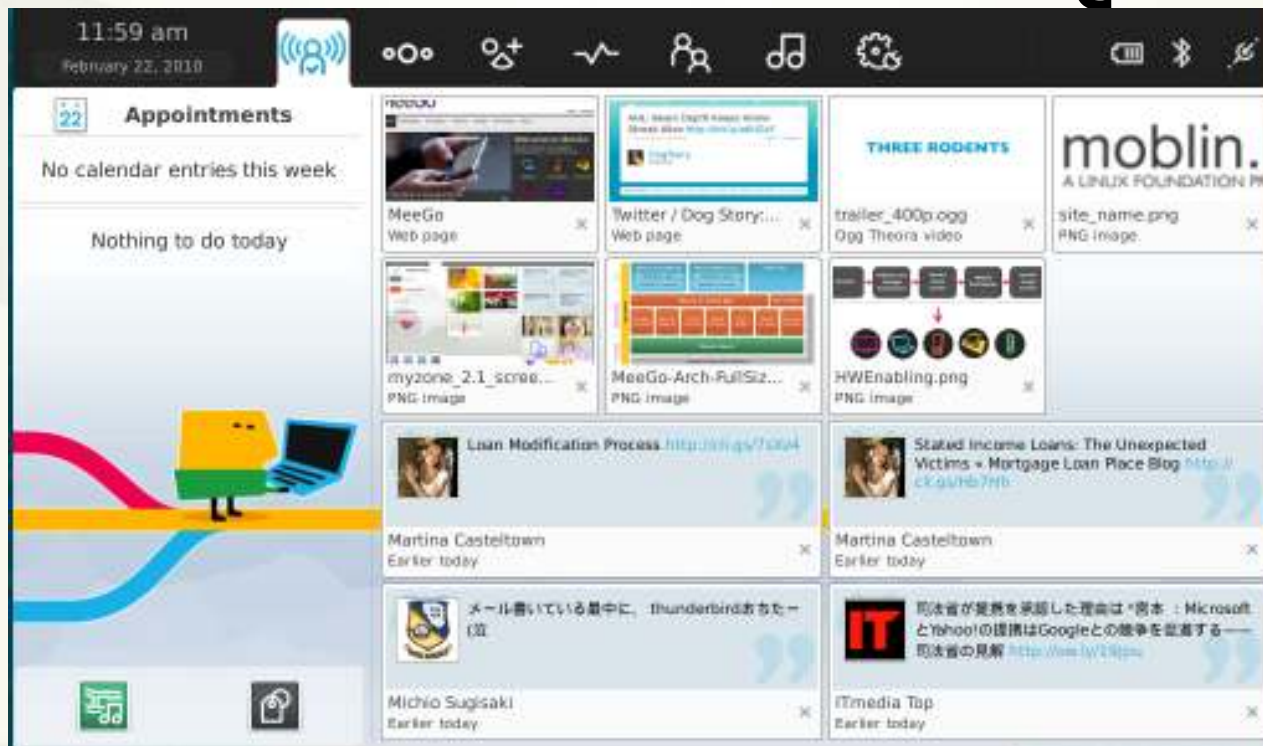 11:59 am
February 22, 2010
22
Appointments
No calendar entries this week
Nothing to do today
MeeGo
Web page
Twitter / Dog Story:...
Web page
THREE RODENTS
trailer_400p.ogg
Ogg Theora video
moblin.
A LINUX FOUNDATION
site_name.png
PNG image
myzone_2.1_scree...
PNG image
MeeGo-Arch-FullSiz...
PNG image
HWEnabling.png
PNG image
Loan Modification Process
Martina Casteltown
Earlier today
Stated Income Loans: The Unexpected
Victims « Mortgage Loan Place Blog
Martina Casteltown
Earlier today
メール書いている最中に、 thunderbirdおちたー
(笑
Michio Sugisaki
Earlier today
IT
司法省が提携を承認した理由は : Microsoft
とYahoo!の提携はGoogleとの競争を促進する——
司法省の見解
ITmedia Top
Earlier today